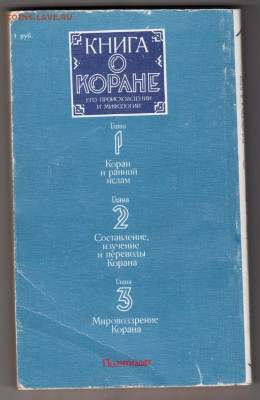 CODVS.LAVE.RU
1 руб.
КНИГА
О
КОРАНЕ
ЕГО ПРОИСХОЖДЕНИИ
И МИФОЛОГИИ
Глава
1
Коран
и ранний
ислам
Глава
2
Составление,
изучение
и переводы
Корана
Глава
3
Мировоззрение
Корана
Политиздат